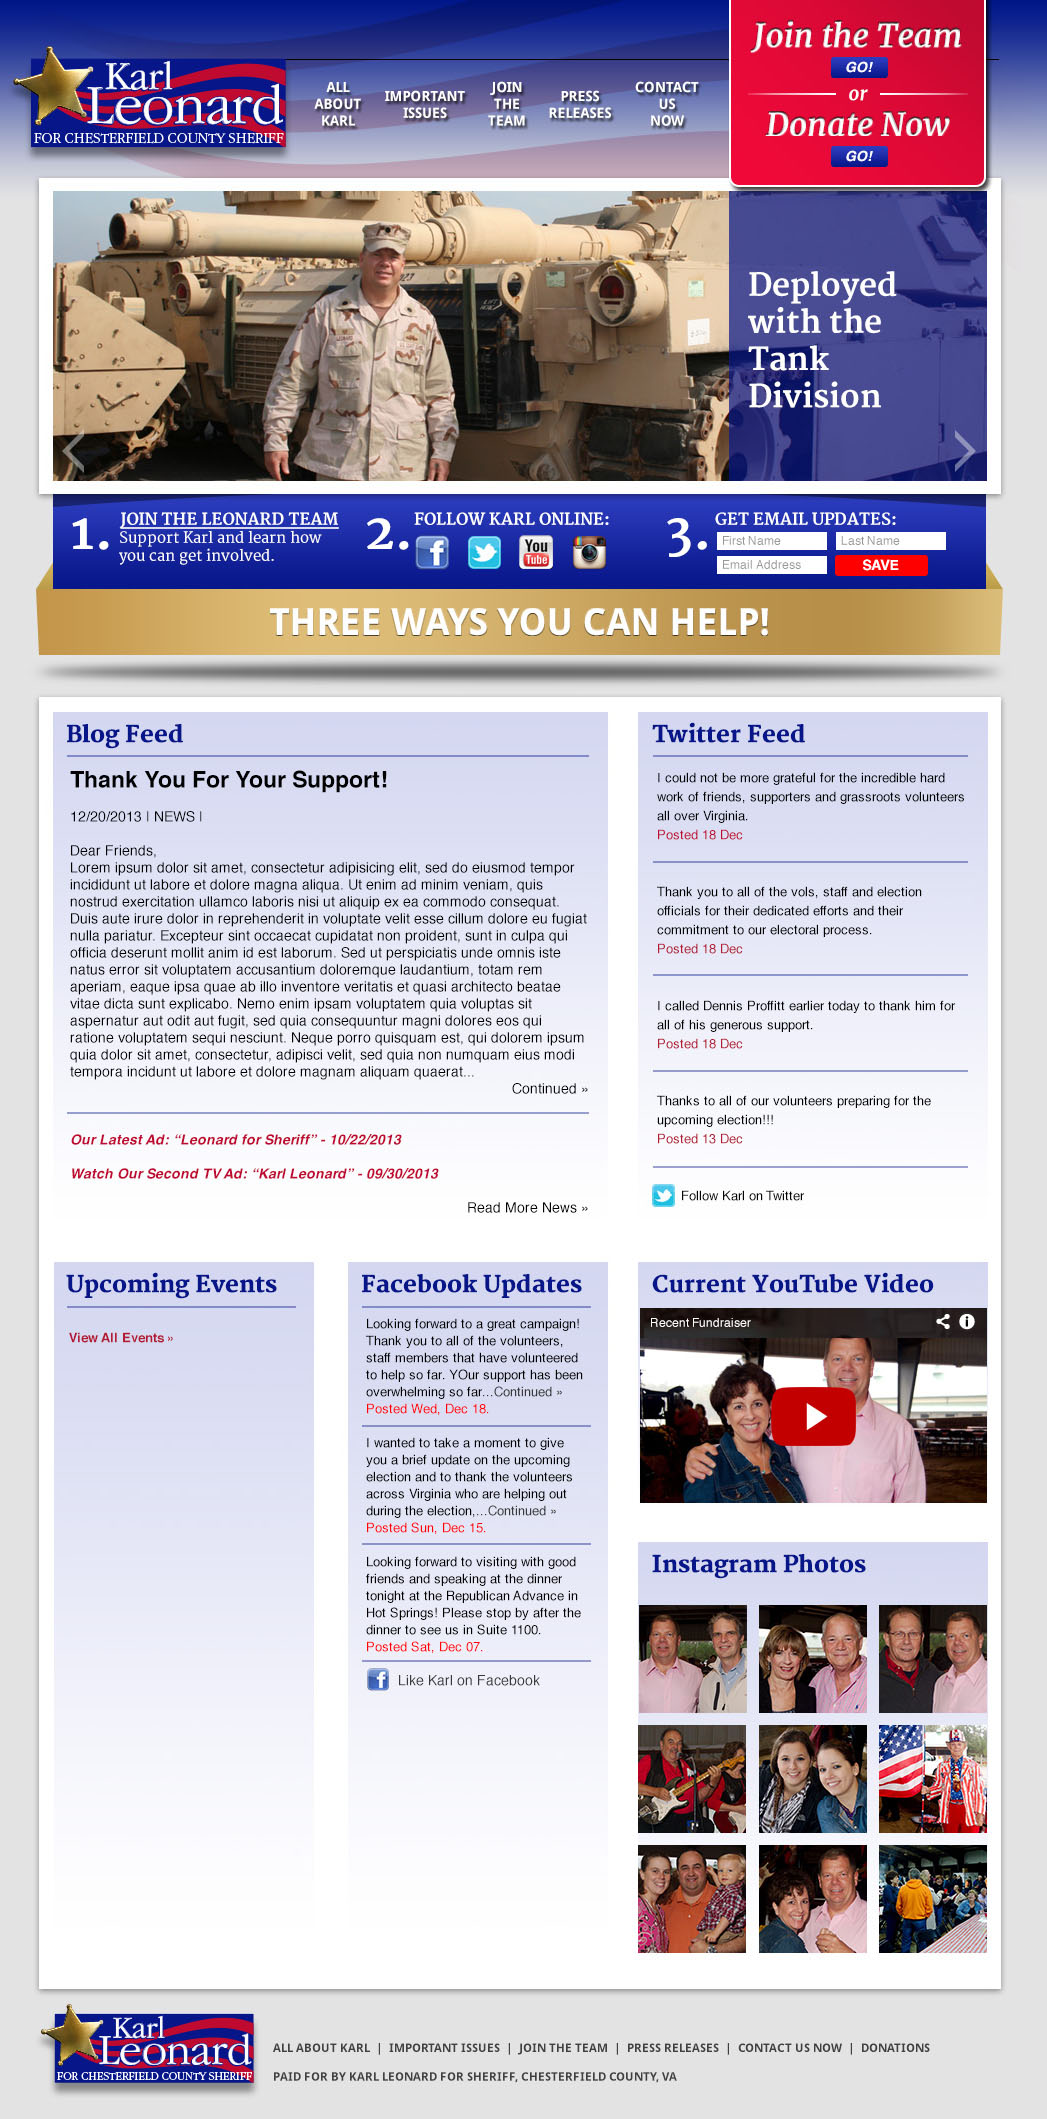 Karl
Leonard
FOR CHESTERFIELD COUNTY SHERIFF
ALL
ABOUT
KARL
IMPORTANT
ISSUES
JOIN
THE
TEAM
PRESS
RELEASES
CONTACT
US
NOW
Join the Team
GO!
or
Donate Now
GO!
Deployed
with the
Tank
Division
1.
JOIN THE LEONARD TEAM
Support Karl and learn how
you can get involved.
2.
FOLLOW KARL ONLINE:
You
Tube
3.
GET EMAIL UPDATES:
First Name
Last Name
Email Address
SAVE
THREE WAYS YOU CAN HELP!
Blog Feed
Thank You For Your Support!
12/20/2013 | NEWS |
Dear Friends,
Lorem ipsum dolor sit amet, consectetur adipisicing elit, sed do eiusmod tempor
incididunt ut labore et dolore magna aliqua. Ut enim ad minim veniam, quis
nostrud exercitation ullamco laboris nisi ut aliquip ex ea commodo consequat.
Duis aute irure dolor in reprehenderit in voluptate velit esse cillum dolore eu fugiat
nulla pariatur. Excepteur sint occaecat cupidatat non proident, sunt in culpa qui
officia deserunt mollit anim id est laborum. Sed ut perspiciatis unde omnis iste
natus error sit voluptatem accusantium doloremque laudantium, totam rem
aperiam, eaque ipsa quae ab illo inventore veritatis et quasi architecto beatae
vitae dicta sunt explicabo. Nemo enim ipsam voluptatem quia voluptas sit
aspernatur aut odit aut fugit, sed quia consequuntur magni dolores eos qui
ratione voluptatem sequi nesciunt. Neque porro quisquam est, qui dolorem ipsum
quia dolor sit amet, consectetur, adipisci velit, sed quia non numquam eius modi
tempora incidunt ut labore et dolore magnam aliquam quaerat...
Continued »
Our Latest Ad: “Leonard for Sheriff” - 10/22/2013
Watch Our Second TV Ad: “Karl Leonard” - 09/30/2013
Read More News »
Twitter Feed
I could not be more grateful for the incredible hard
work of friends, supporters and grassroots volunteers
all over Virginia.
Posted 18 Dec
Thank you to all of the vols, staff and election
officials for their dedicated efforts and their
commitment to our electoral process.
Posted 18 Dec
I called Dennis Proffitt earlier today to thank him for
all of his generous support.
Posted 18 Dec
Thanks to all of our volunteers preparing for the
upcoming election!!!
Posted 13 Dec
Follow Karl on Twitter
Upcoming Events
View All Events »
Facebook Updates
Looking forward to a great campaign!
Thank you to all of the volunteers,
staff members that have volunteered
to help so far. YOur support has been
overwhelming so far...Continued »
Posted Wed, Dec 18.
I wanted to take a moment to give
you a brief update on the upcoming
election and to thank the volunteers
across Virginia who are helping out
during the election,...Continued »
Posted Sun, Dec 15.
Looking forward to visiting with good
friends and speaking at the dinner
tonight at the Republican Advance in
Hot Springs! Please stop by after the
dinner to see us in Suite 1100.
Posted Sat, Dec 07.
Like Karl on Facebook
Current YouTube Video
Recent Fundraiser
Instagram Photos
Karl
Leonard
FOR CHESTERFIELD COUNTY SHERIFF
ALL ABOUT KARL | IMPORTANT ISSUES | JOIN THE TEAM | PRESS RELEASES | CONTACT US NOW | DONATIONS
PAID FOR BY KARL LEONARD FOR SHERIFF, CHESTERFIELD COUNTY, VA